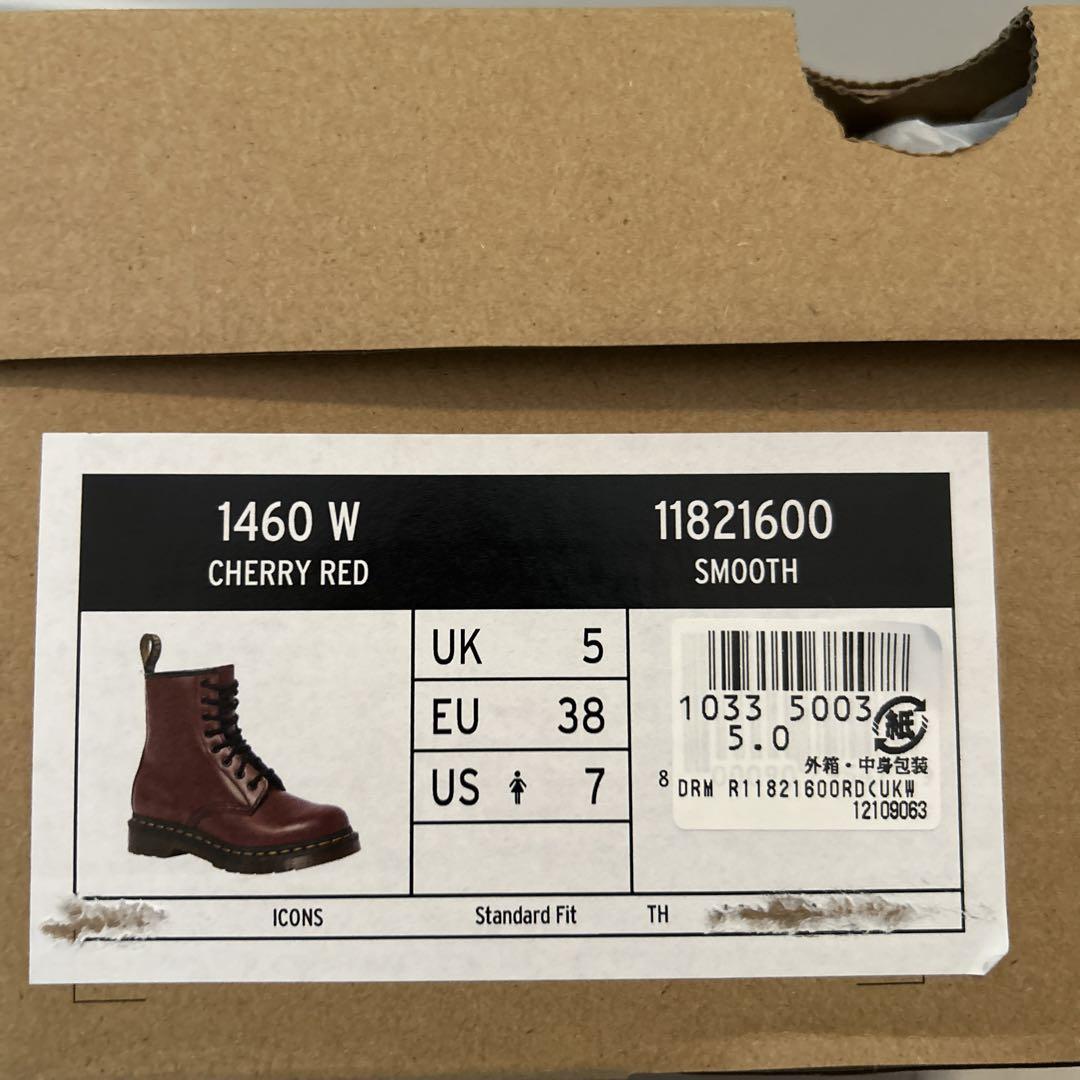 1460 W
CHERRY RED
11821600
SMOOTH
UK 5
EU 38
US 7
1033 5003
5.0
紙
外箱・中身包装
8
DRM R11821600RD<UKW
12109063
ICONS
Standard Fit
TH